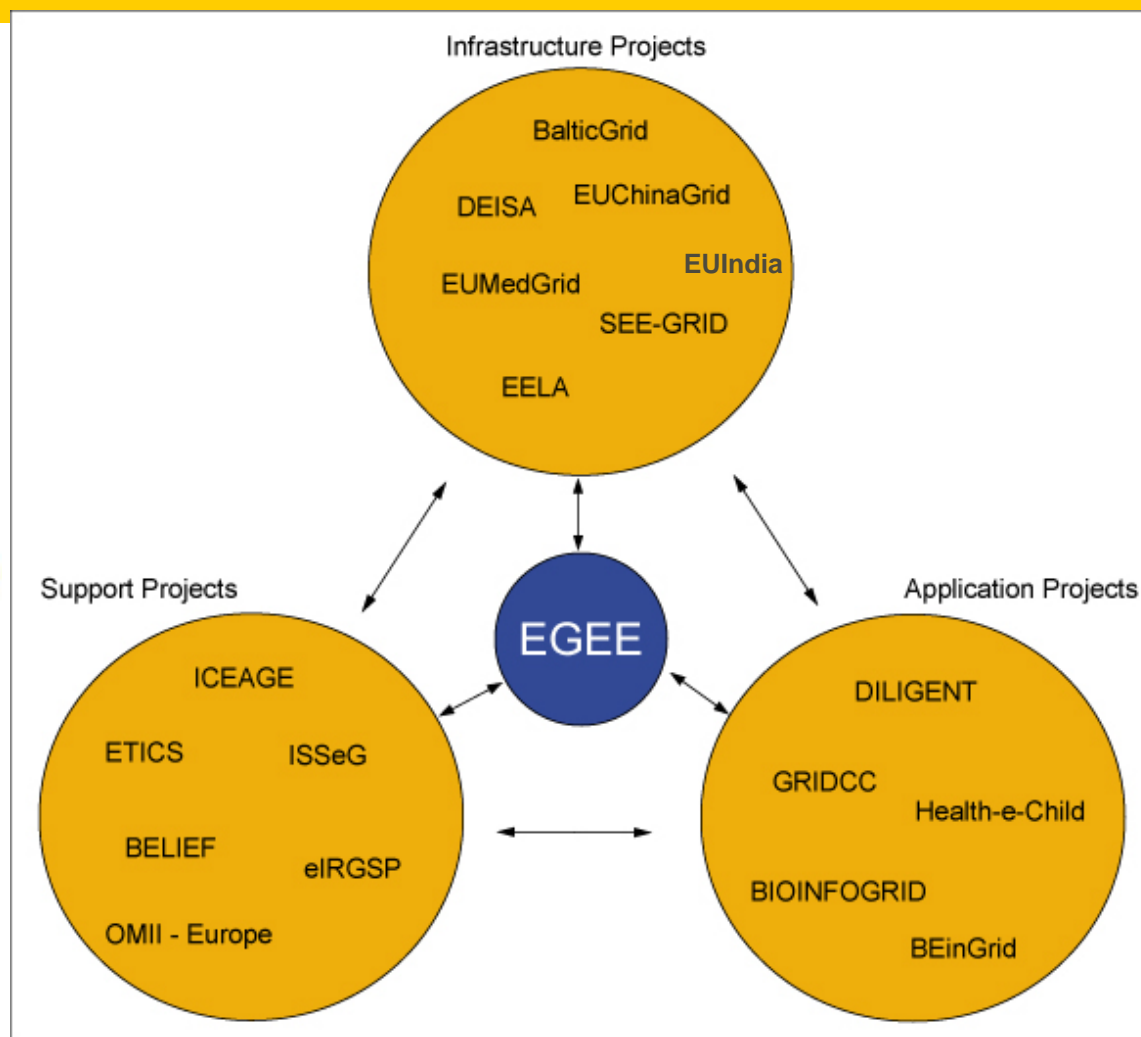 Infrastructure Projects
BalticGrid
EUChinaGrid
DEISA
EUIndia
EUMedGrid
SEE-GRID
EELA
Support Projects
Application Projects
EGEE
ICEAGE
ETICS
ISSeG
BELIEF
eIRGSP
OMII - Europe
DILIGENT
GRIDCC
Health-e-Child
BIOINFOGRID
BEinGrid